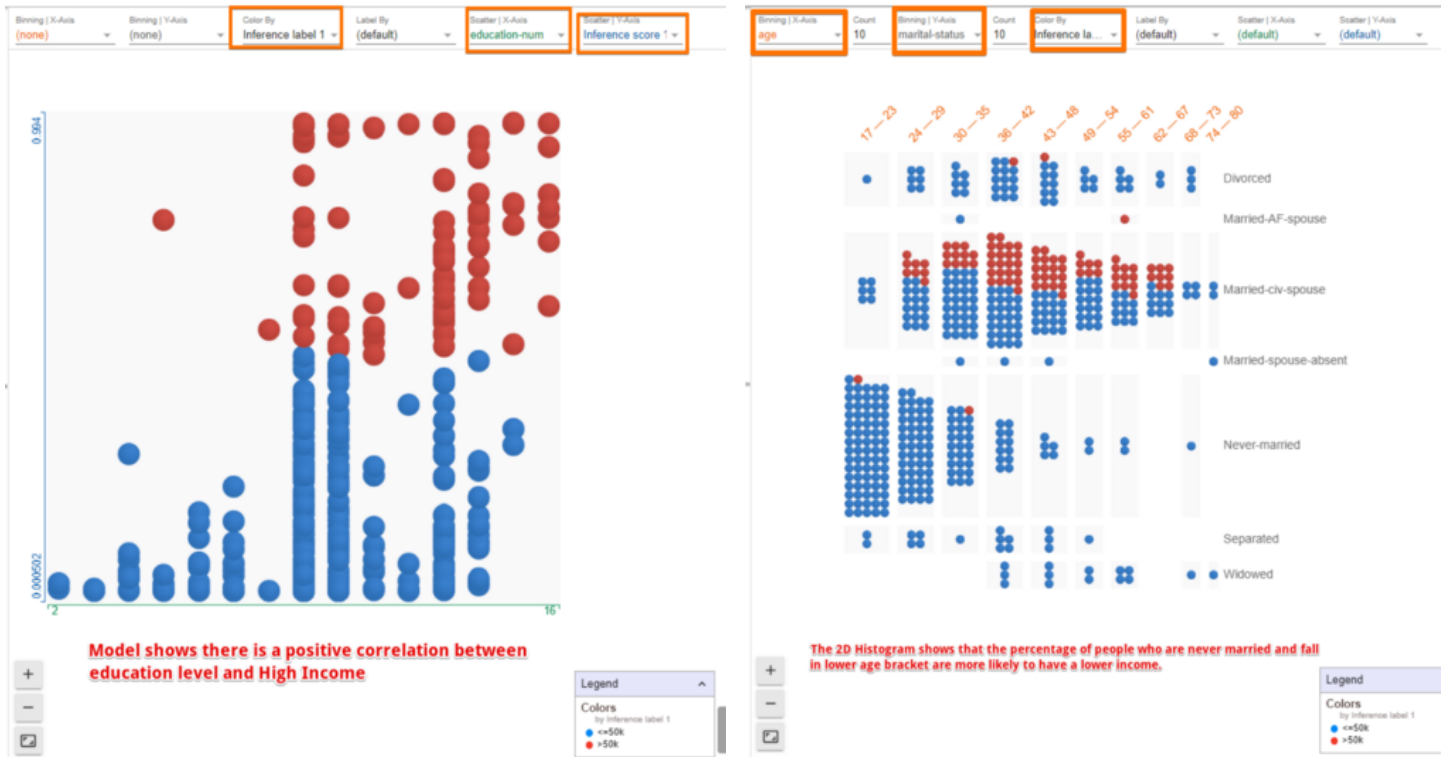 Binning | X-Axis
(none)
Binning | Y-Axis
(none)
Color By
Inference label 1
Label By
(default)
Scatter | X-Axis
education-num
Scatter | Y-Axis
Inference score 1
0.994
0.000502
2
16
Model shows there is a positive correlation between
education level and High Income
+
−
Legend
Colors
by Inference label 1
<=50k
>50k
Binning | X-Axis
age
Count
10
Binning | Y-Axis
marital-status
Count
10
Color By
Inference la...
Label By
(default)
Scatter | X-Axis
(default)
Scatter | Y-Axis
(default)
17 — 23
24 — 29
30 — 35
36 — 42
43 — 48
49 — 54
55 — 61
62 — 67
68 — 73
74 — 80
Divorced
Married-AF-spouse
Married-civ-spouse
Married-spouse-absent
Never-married
Separated
Widowed
The 2D Histogram shows that the percentage of people who are never married and fall
in lower age bracket are more likely to have a lower income.
+
−
Legend
Colors
by Inference label 1
<=50k
>50k